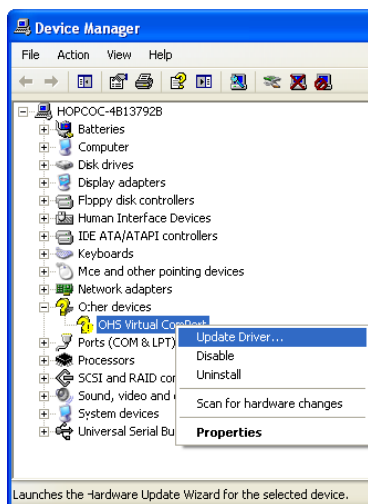 Device Manager
File Action View Help
HOPCOC-4B13792B
Batteries
Computer
Disk drives
Display adapters
Floppy disk controllers
Human Interface Devices
IDE ATA/ATAPI controllers
Keyboards
Mce and other pointing devices
Network adapters
Other devices
OHS Virtual ComPort
Ports (COM & LPT)
Processors
SCSI and RAID con
Sound, video and
System devices
Universal Serial Bu
Update Driver...
Disable
Uninstall
Scan for hardware changes
Properties
Launches the Hardware Update Wizard for the selected device.